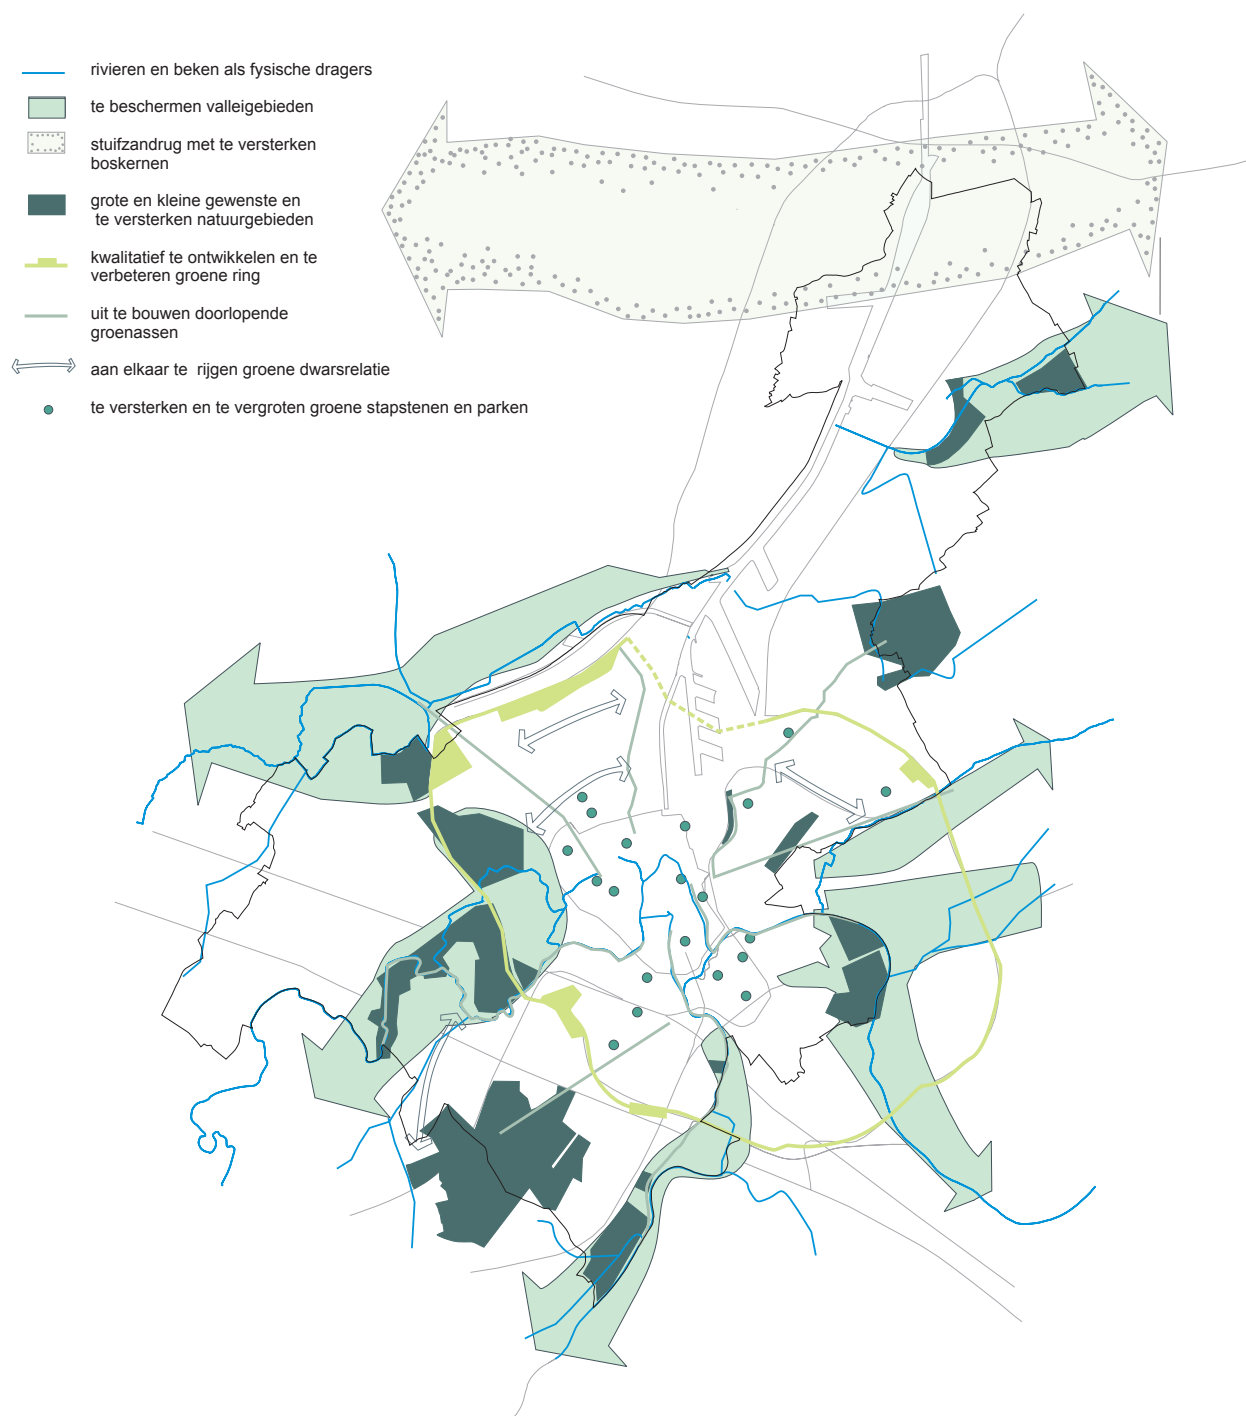 rivieren en beken als fysische dragers
te beschermen valleigebieden
stuifzandrug met te versterken
boskernen
grote en kleine gewenste en
te versterken natuurgebieden
kwalitatief te ontwikkelen en te
verbeteren groene ring
uit te bouwen doorlopende
groenassen
aan elkaar te rijgen groene dwarsrelatie
te versterken en te vergroten groene stapstenen en parken